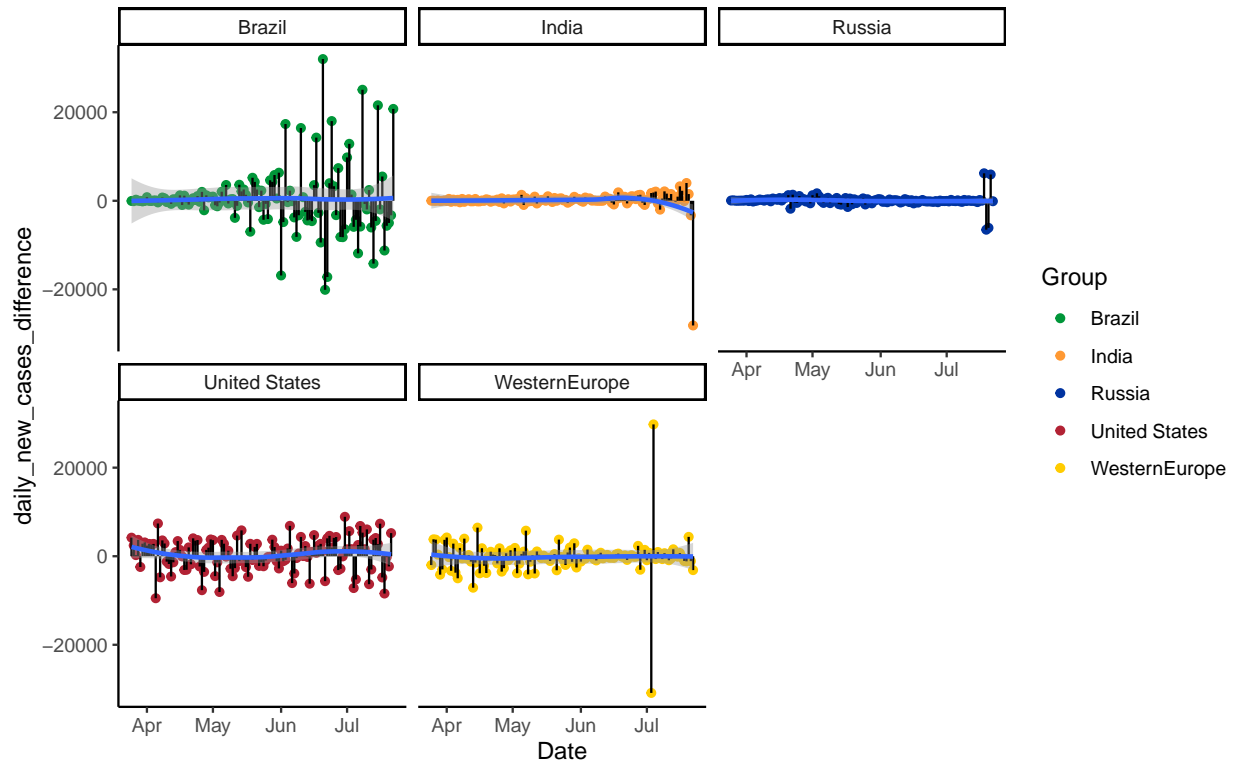 Brazil
India
Russia
20000
0
−20000
Apr
May
Jun
Jul
United States
WesternEurope
20000
0
−20000
Apr
May
Jun
Jul
Apr
May
Jun
Jul
Date
daily_new_cases_difference
Group
Brazil
India
Russia
United States
WesternEurope